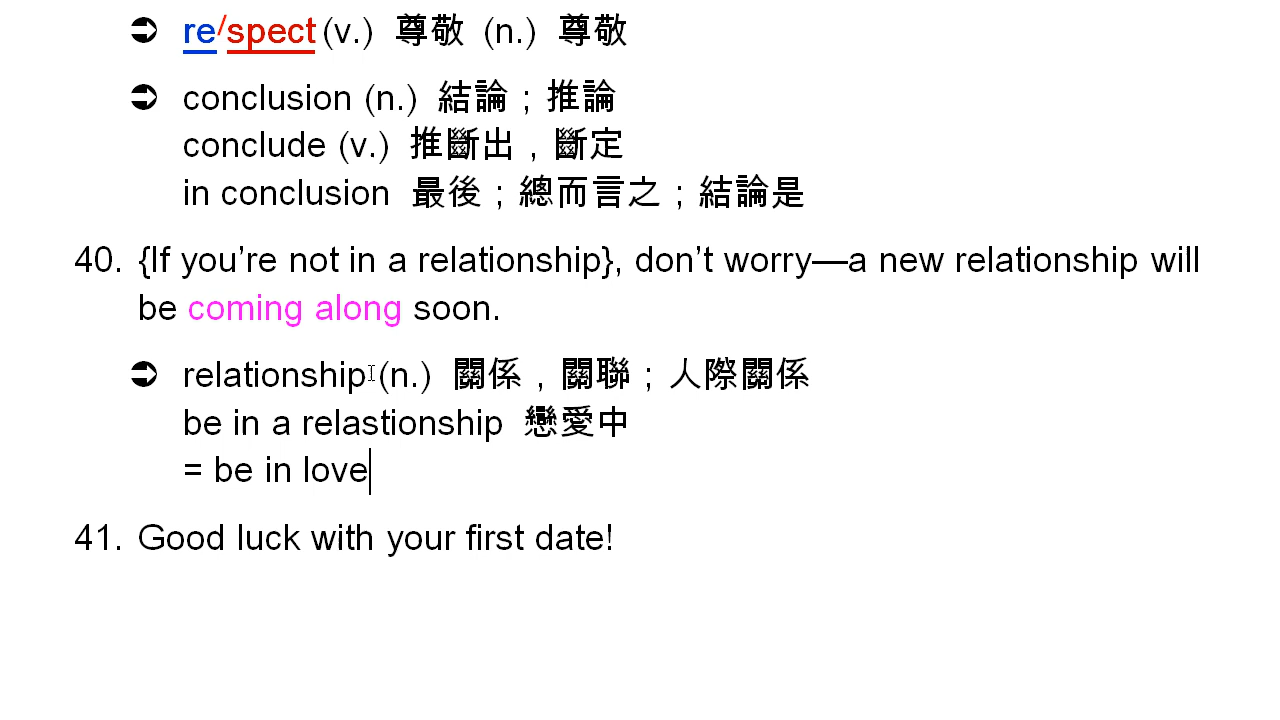 ➲ re/spect (v.) 尊敬 (n.) 尊敬
➲ conclusion (n.) 結論；推論
conclude (v.) 推斷出，斷定
in conclusion 最後；總而言之；結論是
40. {If you’re not in a relationship}, don’t worry—a new relationship will
be coming along soon.
➲ relationship (n.) 關係，關聯；人際關係
be in a relastionship 戀愛中
= be in love
41. Good luck with your first date!